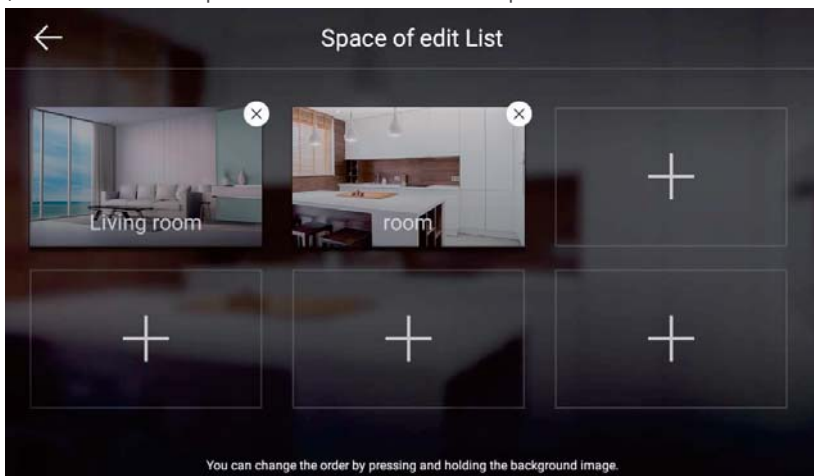 Space of edit List
Living room
room
You can change the order by pressing and holding the background image.